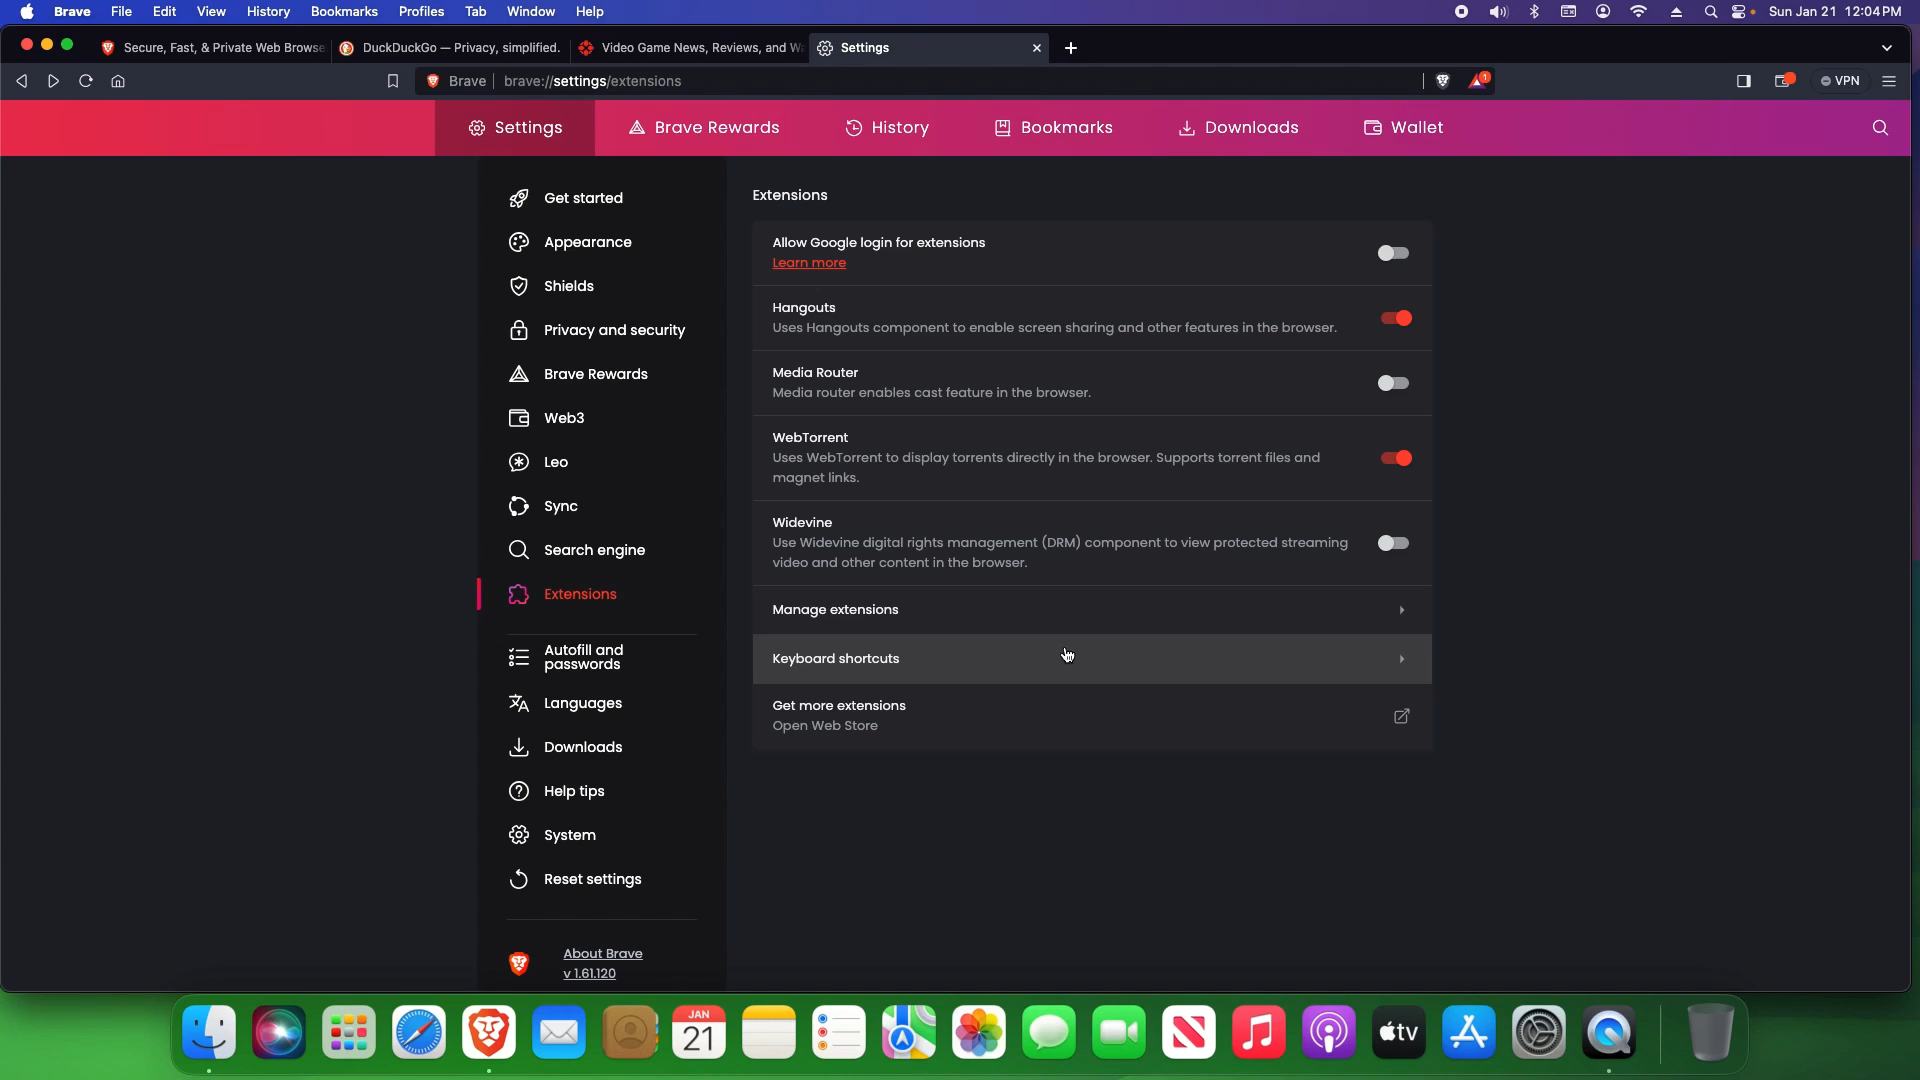 Brave File Edit View History Bookmarks Profiles Tab Window Help Sun Jan 21 12:04 PM
Secure, Fast, & Private Web Browse DuckDuckGo — Privacy, simplified. Video Game News, Reviews, and W Settings
Brave brave://settings/extensions 1 VPN
Settings Brave Rewards History Bookmarks Downloads Wallet
Get started
Appearance
Shields
Privacy and security
Brave Rewards
Web3
Leo
Sync
Search engine
Extensions
Autofill and
passwords
Languages
Downloads
Help tips
System
Reset settings
About Brave
v 1.61.120
Extensions
Allow Google login for extensions
Learn more
Hangouts
Uses Hangouts component to enable screen sharing and other features in the browser.
Media Router
Media router enables cast feature in the browser.
WebTorrent
Uses WebTorrent to display torrents directly in the browser. Supports torrent files and
magnet links.
Widevine
Use Widevine digital rights management (DRM) component to view protected streaming
video and other content in the browser.
Manage extensions
Keyboard shortcuts
Get more extensions
Open Web Store
JAN
21
tv